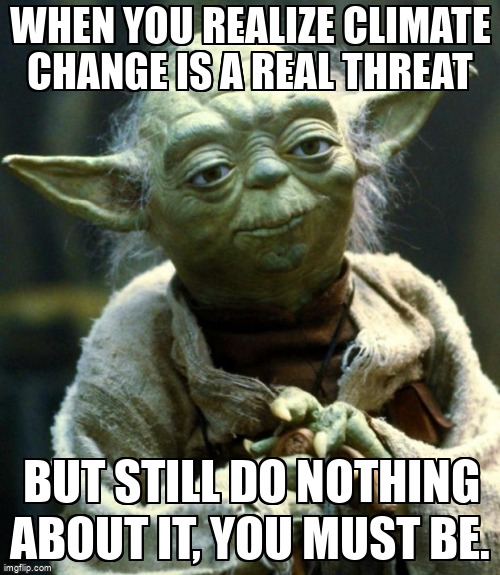 WHEN YOU REALIZE CLIMATE
CHANGE IS A REAL THREAT
BUT STILL DO NOTHING
ABOUT IT, YOU MUST BE.
imgflip.com